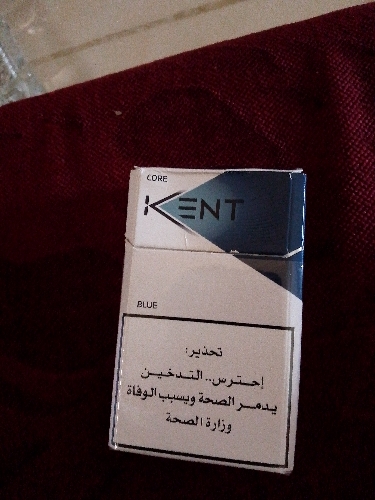 CORE
KENT
BLUE
تحذير:
إحترس.. التدخين
يدمر الصحة ويسبب الوفاة
وزارة الصحة